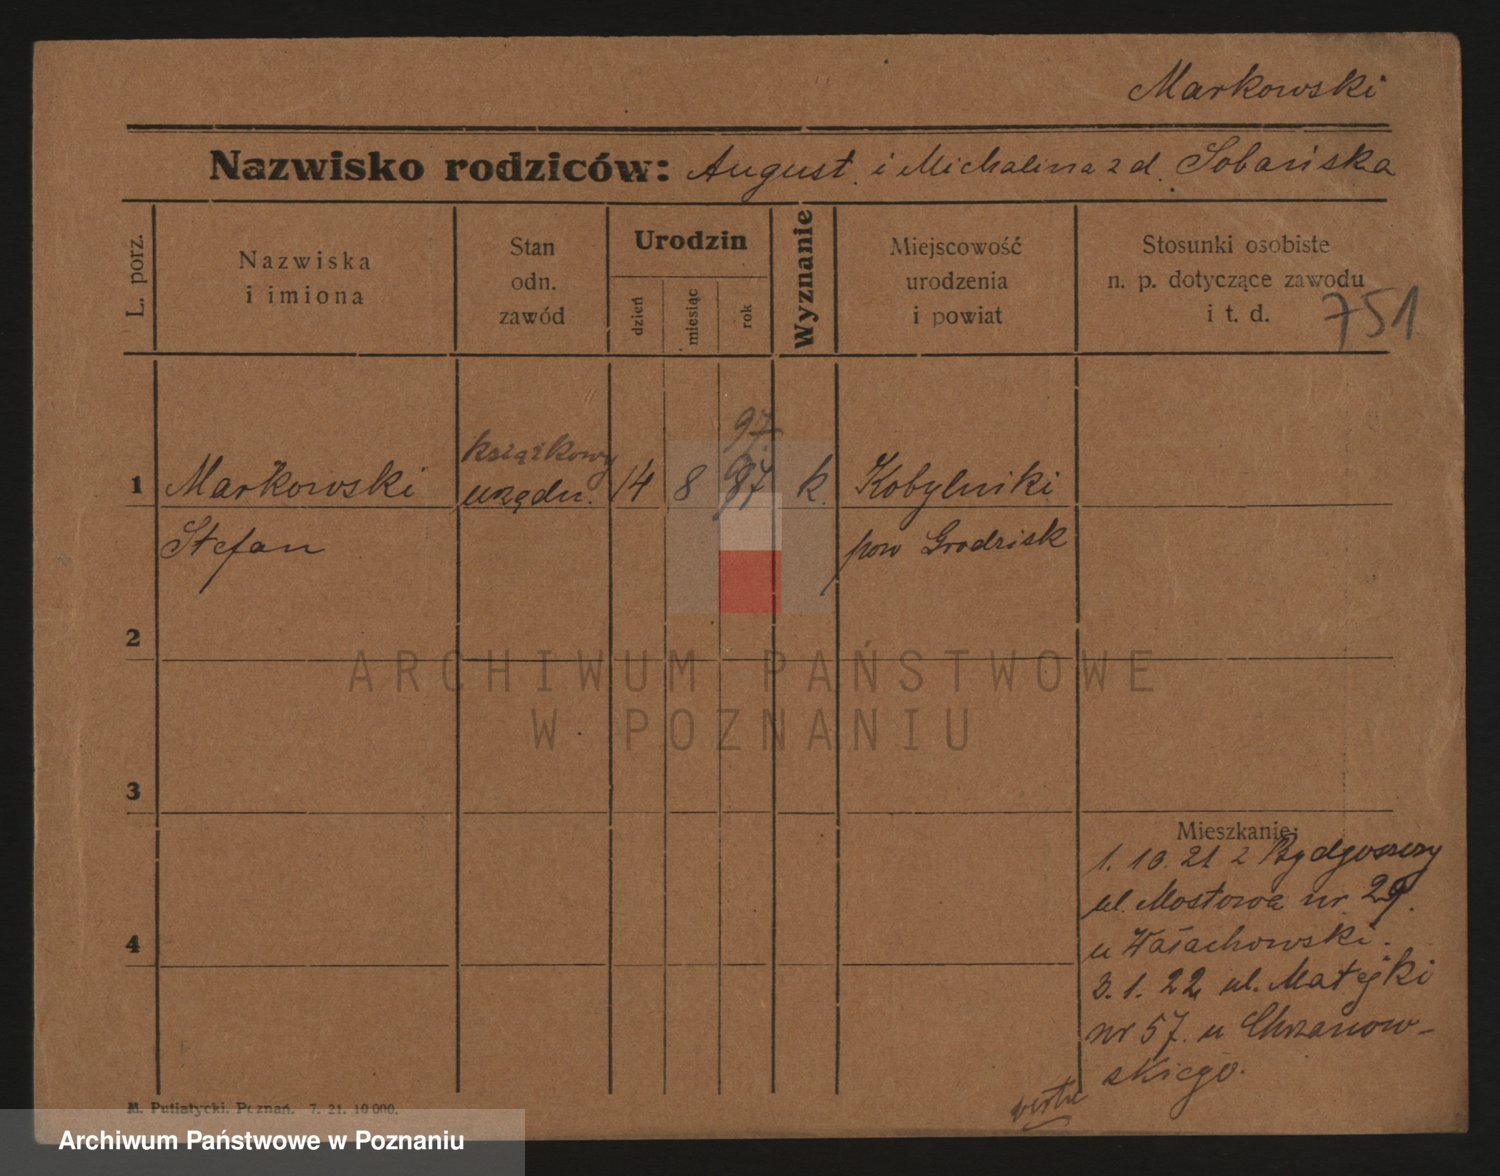 Markowski
Nazwisko rodziców: August i Michalina z d. Sobańska
L. porz.
Nazwiska
i imiona
Stan
odn.
zawód
Urodzin
dzień
miesiąc
rok
Wyznanie
Miejscowość
urodzenia
i powiat
Stosunki osobiste
n. p. dotyczące zawodu
i t. d.
751
97.
książkowy
1 Markowski urzędn. 14 8 87 k. Kobylniki
Stefan pow Grodzisk
2
3
4
Mieszkanie:
1. 10 21 z Bydgoszczy
ul. Mostowa nr. 29.
u Wałachowski.
3. 1. 22 ul. Matejki
nr 57. u Chrzanow-
skiego.
verte
M. Putiatycki. Poznań. 7. 21. 10 000.
ARCHIWUM PAŃSTWOWE
W POZNANIU
Archiwum Państwowe w Poznaniu